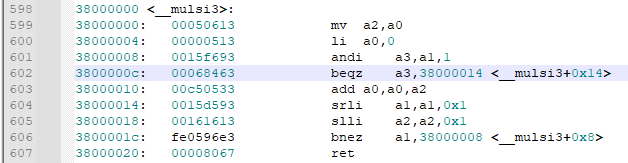 598 38000000 <__mulsi3>:
599 38000000: 00050613 mv a2,a0
600 38000004: 00000513 li a0,0
601 38000008: 0015f693 andi a3,a1,1
602 3800000c: 00068463 beqz a3,38000014 <__mulsi3+0x14>
603 38000010: 00c50533 add a0,a0,a2
604 38000014: 0015d593 srli a1,a1,0x1
605 38000018: 00161613 slli a2,a2,0x1
606 3800001c: fe0596e3 bnez a1,38000008 <__mulsi3+0x8>
607 38000020: 00008067 ret